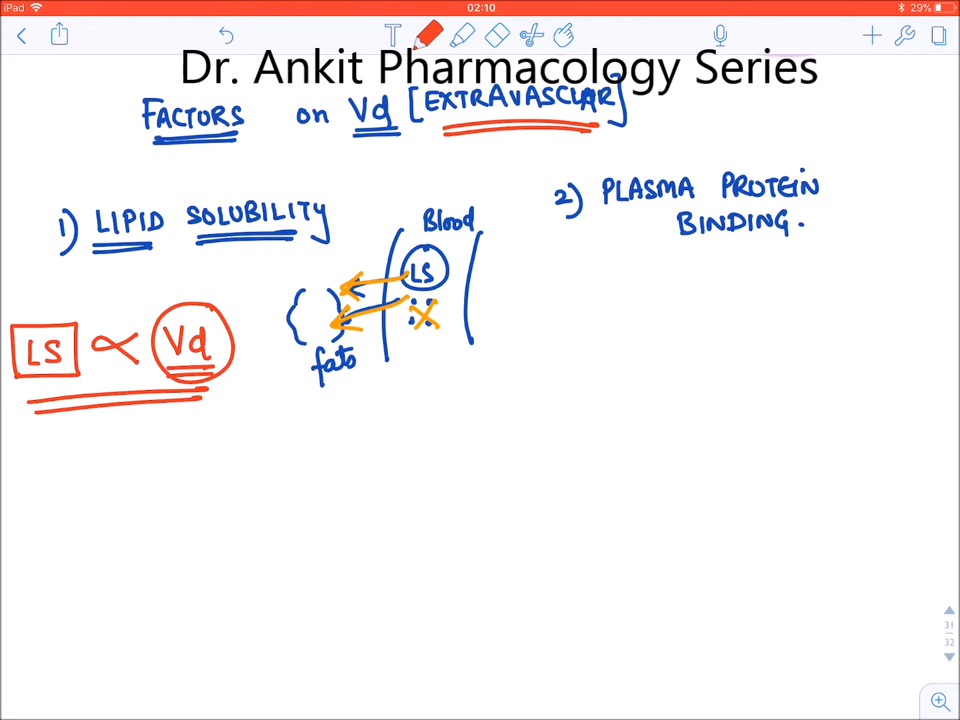 iPad 02:10 29%
T
Dr. Ankit Pharmacology Series
FACTORS on Vd [EXTRAVASCLAR]
1) LIPID SOLUBILITY
2) PLASMA PROTEIN
BINDING.
Blood
LS
fats
LS ∝ Vd
31
32